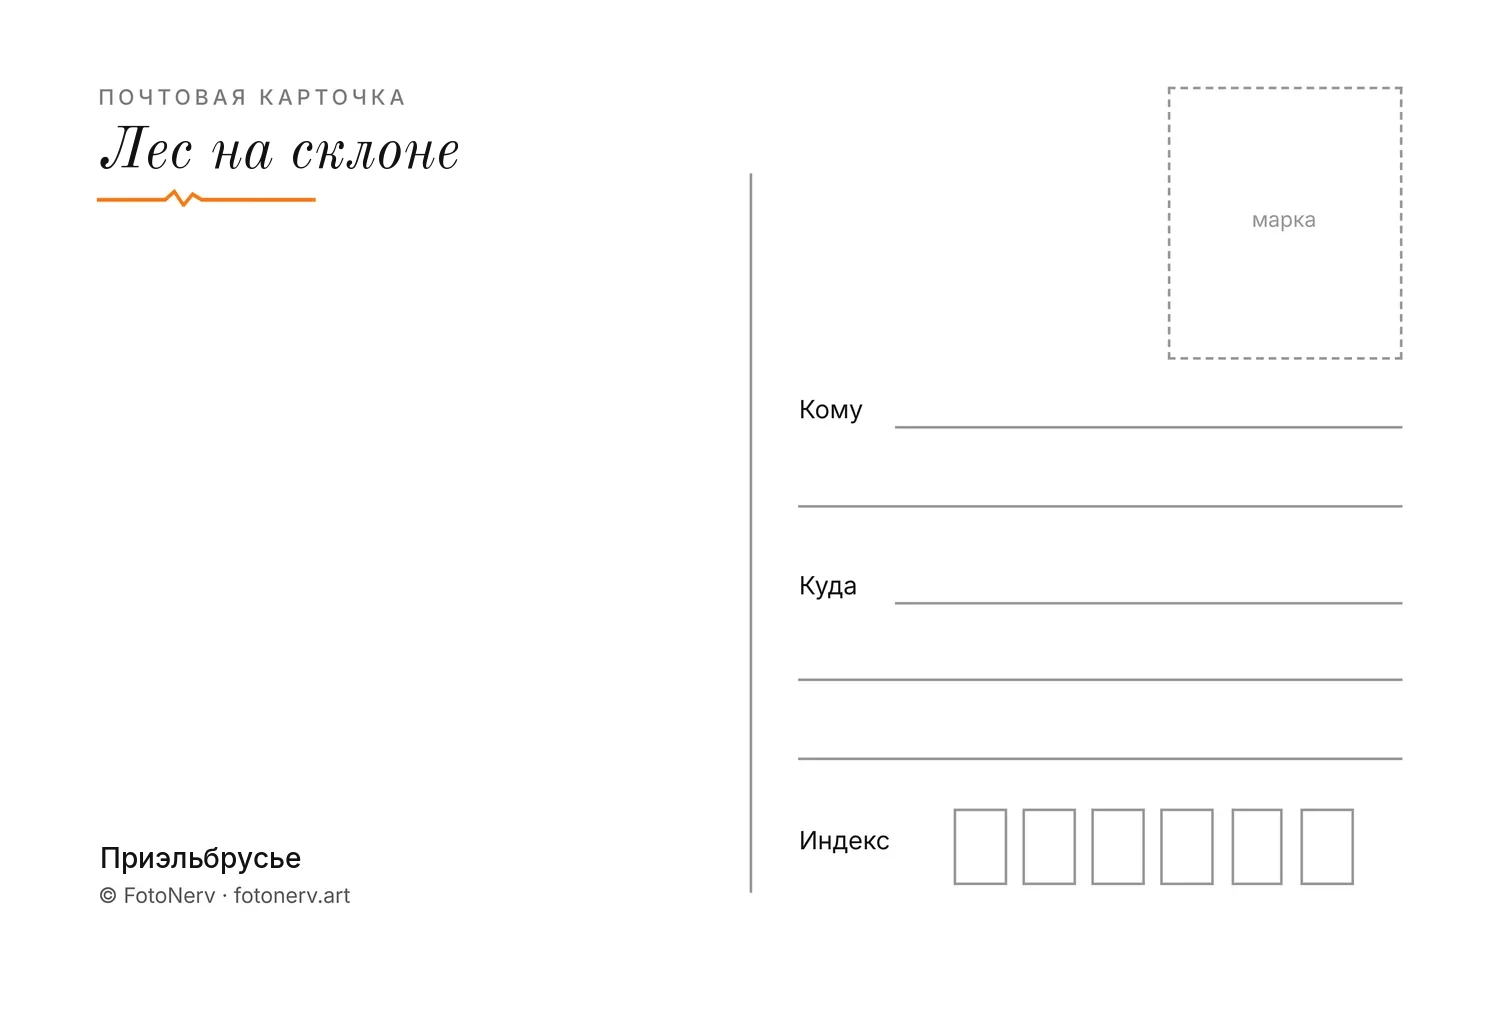 ПОЧТОВАЯ КАРТОЧКА
Лес на склоне
марка
Кому
Куда
Индекс
Приэльбрусье
© FotoNerv · fotonerv.art